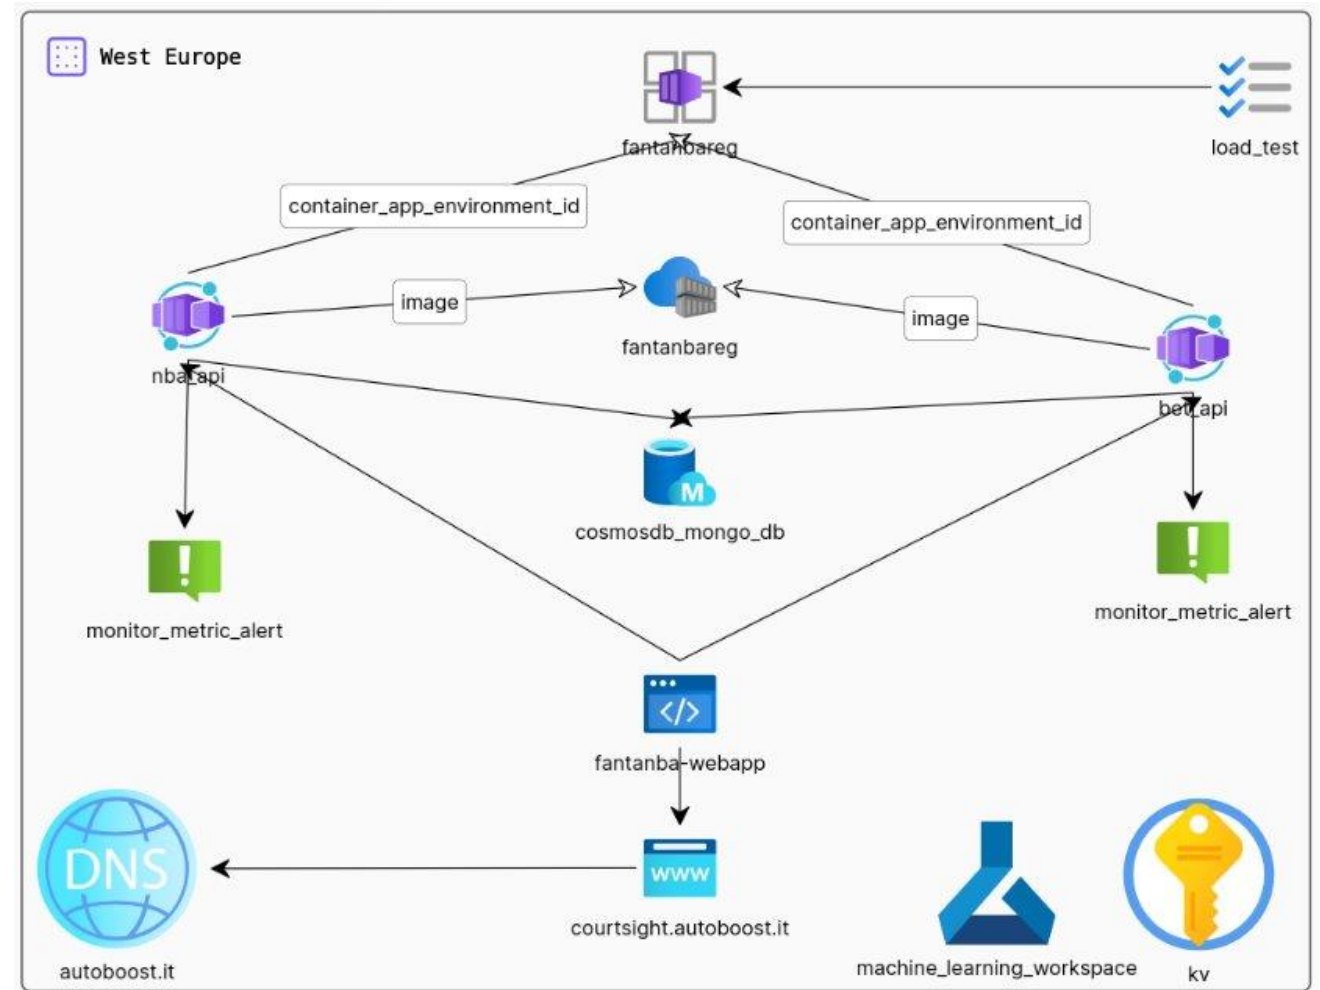 West Europe
fantanbareg
load_test
container_app_environment_id
container_app_environment_id
image
image
fantanbareg
nba_api
bet_api
cosmosdb_mongo_db
monitor_metric_alert
monitor_metric_alert
fantanba-webapp
DNS
www
courtsight.autoboost.it
autoboost.it
machine_learning_workspace
kv
M